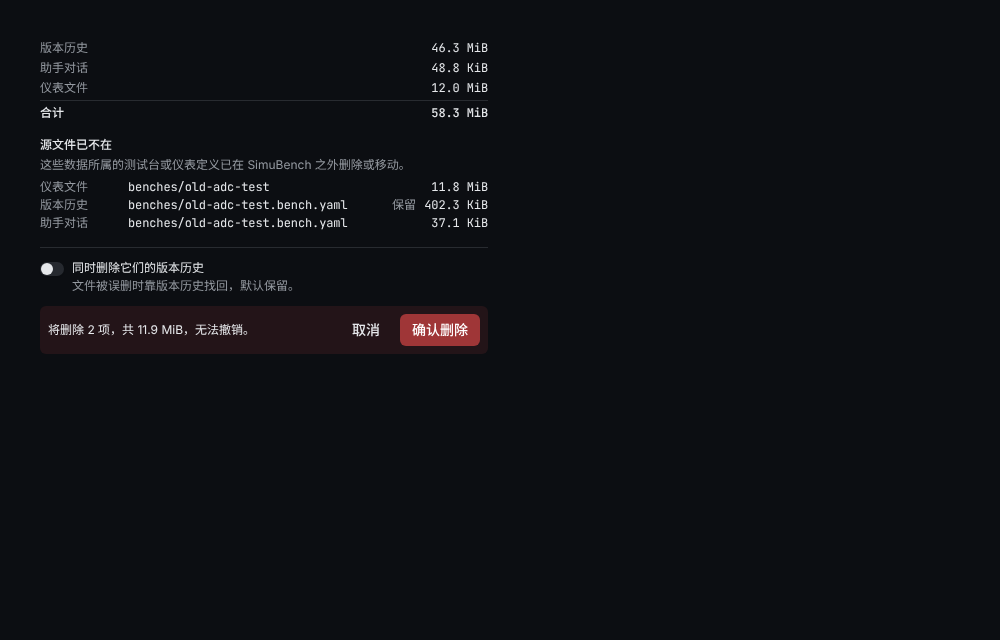 版本历史 46.3 MiB
助手对话 48.8 KiB
仪表文件 12.0 MiB
合计 58.3 MiB
源文件已不在
这些数据所属的测试台或仪表定义已在 SimuBench 之外删除或移动。
仪表文件 benches/old-adc-test 11.8 MiB
版本历史 benches/old-adc-test.bench.yaml 保留 402.3 KiB
助手对话 benches/old-adc-test.bench.yaml 37.1 KiB
同时删除它们的版本历史
文件被误删时靠版本历史找回，默认保留。
将删除 2 项，共 11.9 MiB，无法撤销。 取消 确认删除